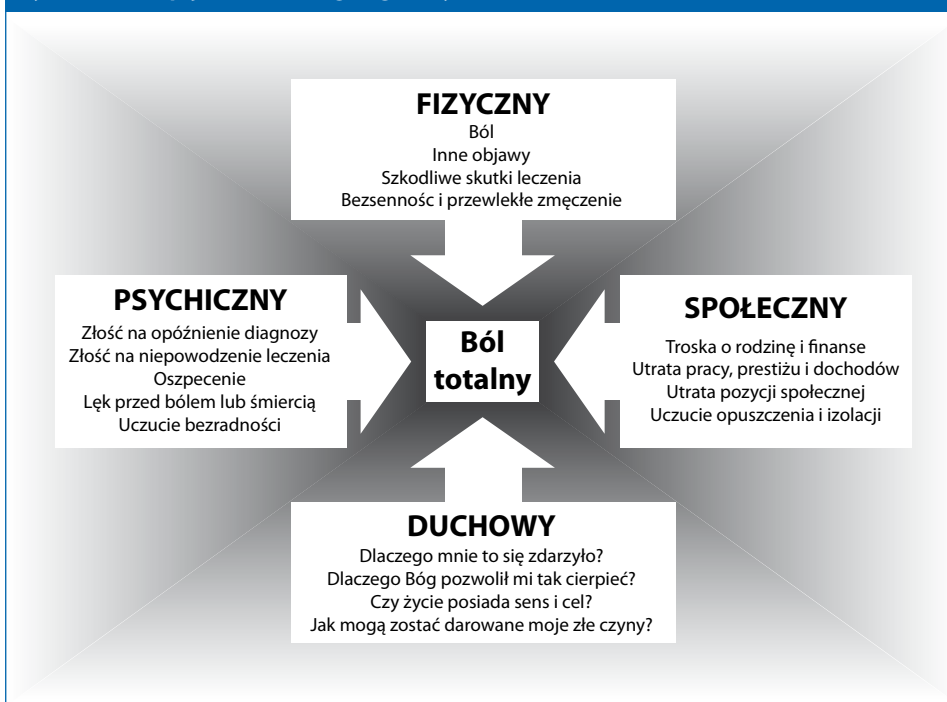 FIZYCZNY
Ból
Inne objawy
Szkodliwe skutki leczenia
Bezsennośc i przewlekłe zmęczenie
PSYCHICZNY
Złość na opóźnienie diagnozy
Złość na niepowodzenie leczenia
Oszpecenie
Lęk przed bólem lub śmiercią
Uczucie bezradności
Ból
totalny
SPOŁECZNY
Troska o rodzinę i finanse
Utrata pracy, prestiżu i dochodów
Utrata pozycji społecznej
Uczucie opuszczenia i izolacji
DUCHOWY
Dlaczego mnie to się zdarzyło?
Dlaczego Bóg pozwolił mi tak cierpieć?
Czy życie posiada sens i cel?
Jak mogą zostać darowane moje złe czyny?